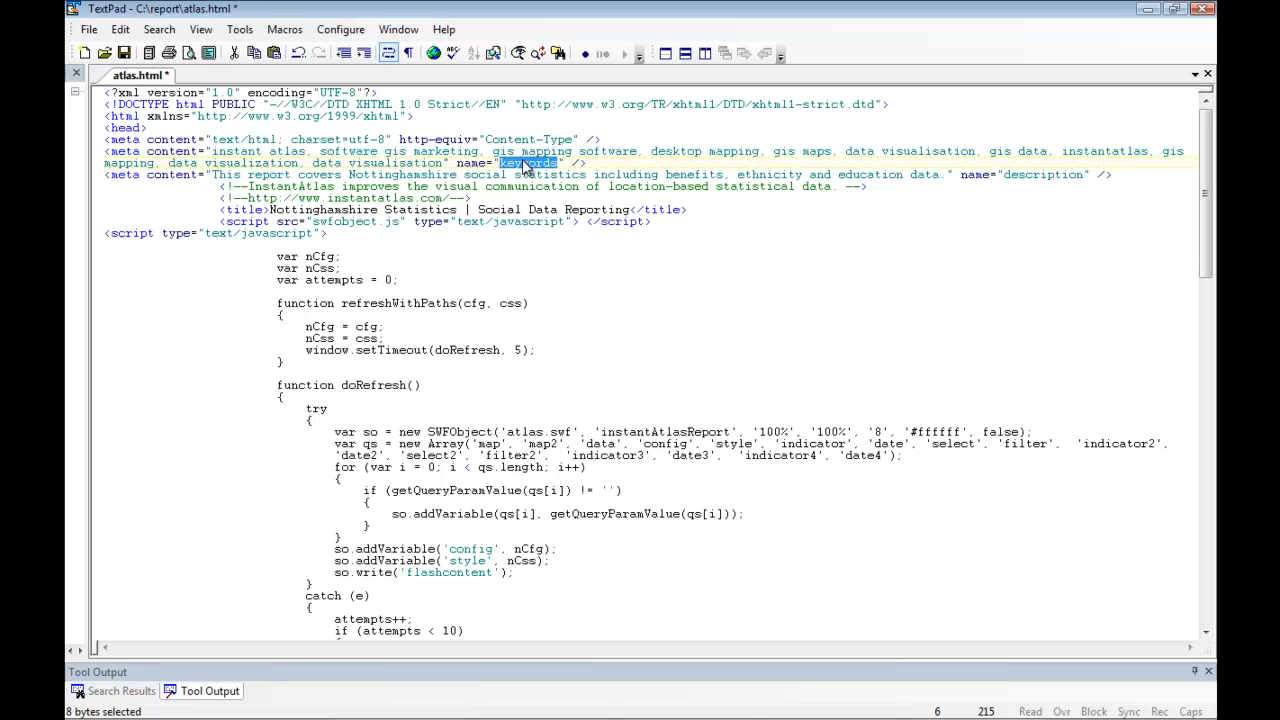 TextPad - C:\report\atlas.html *
File Edit Search View Tools Macros Configure Window Help
atlas.html *
<?xml version="1.0" encoding="UTF-8"?>
<!DOCTYPE html PUBLIC "-//W3C//DTD XHTML 1.0 Strict//EN" "http://www.w3.org/TR/xhtml1/DTD/xhtml1-strict.dtd">
<html xmlns="http://www.w3.org/1999/xhtml">
<head>
<meta content="text/html; charset=utf-8" http-equiv="Content-Type" />
<meta content="instant atlas, software gis marketing, gis mapping software, desktop mapping, gis maps, data visualisation, gis data, instantatlas, gis
mapping, data visualization, data visualisation" name="keywords" />
<meta content="This report covers Nottinghamshire social statistics including benefits, ethnicity and education data." name="description" />
<!--InstantAtlas improves the visual communication of location-based statistical data. -->
<!--http://www.instantatlas.com/-->
<title>Nottinghamshire Statistics | Social Data Reporting</title>
<script src="swfobject.js" type="text/javascript"> </script>
<script type="text/javascript">
var nCfg;
var nCss;
var attempts = 0;
function refreshWithPaths(cfg, css)
{
nCfg = cfg;
nCss = css;
window.setTimeout(doRefresh, 5);
}
function doRefresh()
{
try
{
var so = new SWFObject('atlas.swf', 'instantAtlasReport', '100%', '100%', '8', '#ffffff', false);
var qs = new Array('map', 'map2', 'data', 'config', 'style', 'indicator', 'date', 'select', 'filter', 'indicator2',
'date2', 'select2', 'filter2', 'indicator3', 'date3', 'indicator4', 'date4');
for (var i = 0; i < qs.length; i++)
{
if (getQueryParamValue(qs[i]) != '')
{
so.addVariable(qs[i], getQueryParamValue(qs[i]));
}
}
so.addVariable('config', nCfg);
so.addVariable('style', nCss);
so.write('flashcontent');
}
catch (e)
{
attempts++;
if (attempts < 10)
Tool Output
Search Results Tool Output
8 bytes selected 6 215 Read Ovr Block Sync Rec Caps